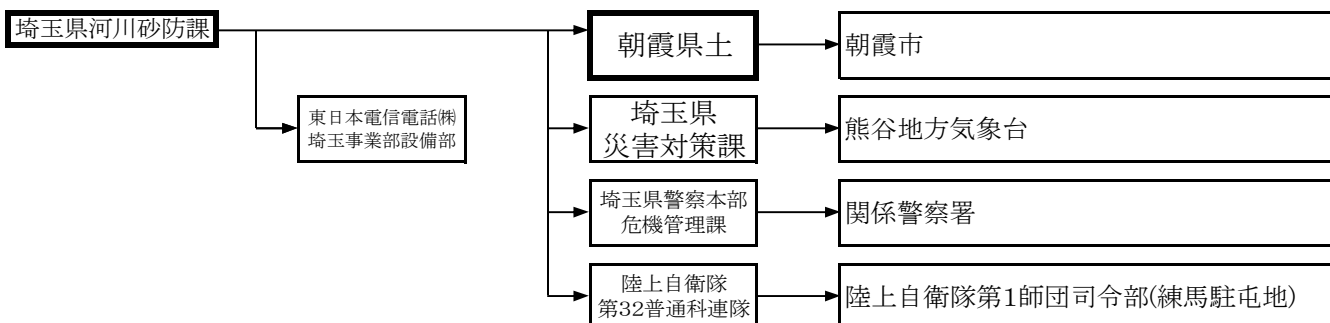 埼玉県河川砂防課
朝霞県土
朝霞市
東日本電信電話㈱
埼玉事業部設備部
埼玉県
災害対策課
熊谷地方気象台
埼玉県警察本部
危機管理課
関係警察署
陸上自衛隊
第32普通科連隊
陸上自衛隊第1師団司令部(練馬駐屯地)